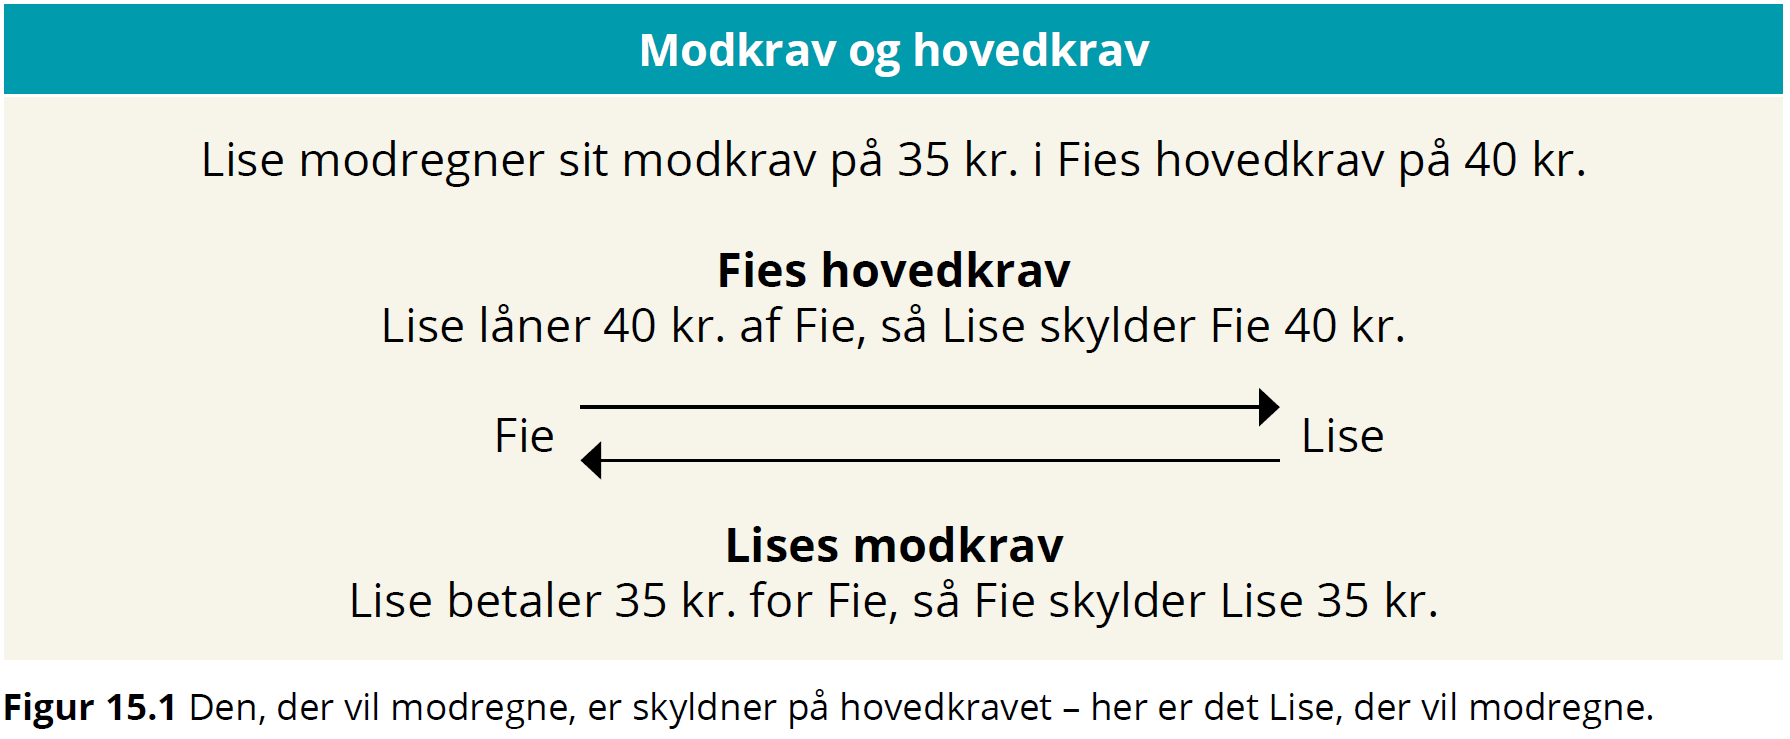 Modkrav og hovedkrav
Lise modregner sit modkrav på 35 kr. i Fies hovedkrav på 40 kr.
Fies hovedkrav
Lise låner 40 kr. af Fie, så Lise skylder Fie 40 kr.
Fie
Lise
Lises modkrav
Lise betaler 35 kr. for Fie, så Fie skylder Lise 35 kr.
Figur 15.1 Den, der vil modregne, er skyldner på hovedkravet – her er det Lise, der vil modregne.